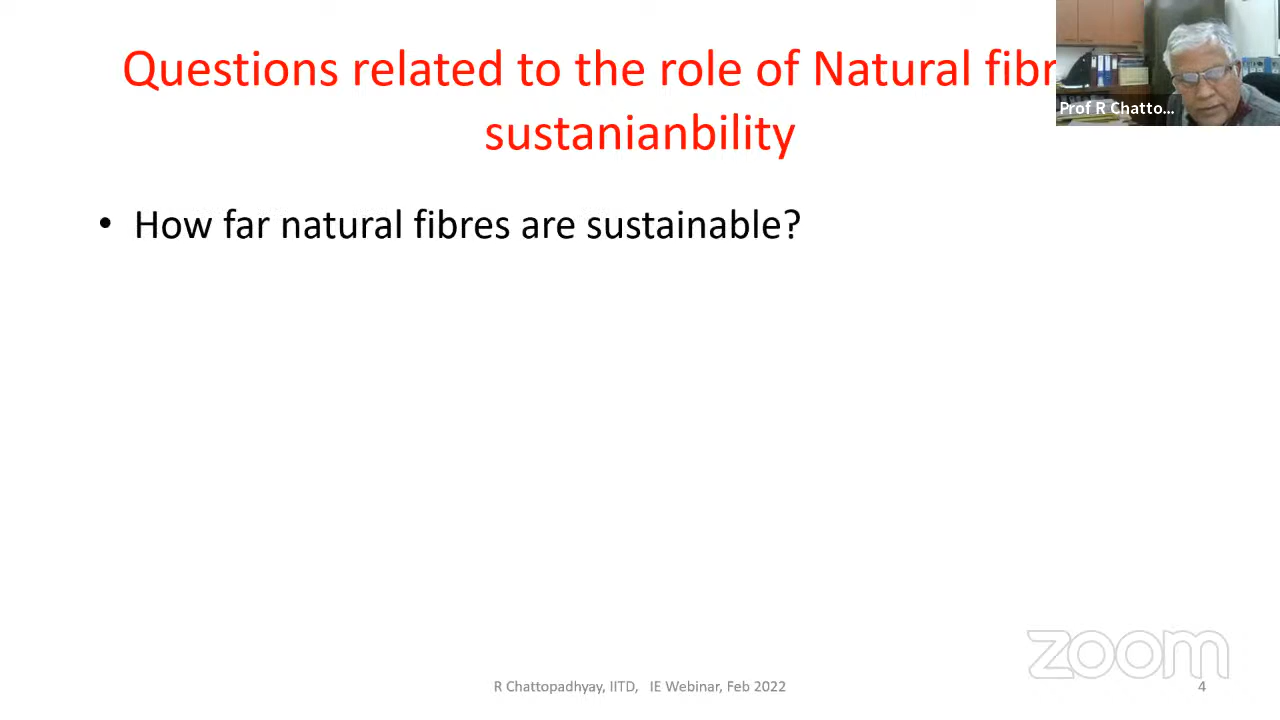 Questions related to the role of Natural
sustanianbility
Prof R Chatto...
• How far natural fibres are sustainable?
zoom
R Chattopadhyay, IITD, IE Webinar, Feb 2022
4